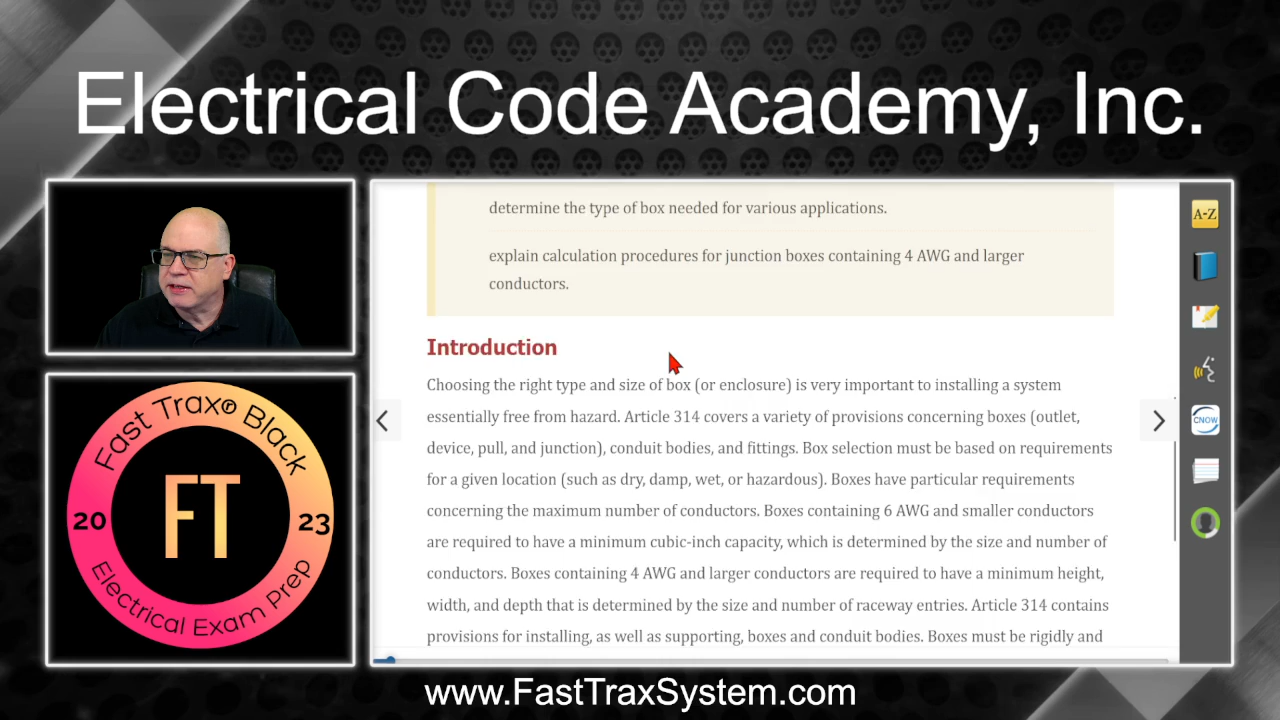 Electrical Code Academy, Inc.
determine the type of box needed for various applications.
explain calculation procedures for junction boxes containing 4 AWG and larger
conductors.
Introduction
Choosing the right type and size of box (or enclosure) is very important to installing a system
essentially free from hazard. Article 314 covers a variety of provisions concerning boxes (outlet,
device, pull, and junction), conduit bodies, and fittings. Box selection must be based on requirements
for a given location (such as dry, damp, wet, or hazardous). Boxes have particular requirements
concerning the maximum number of conductors. Boxes containing 6 AWG and smaller conductors
are required to have a minimum cubic-inch capacity, which is determined by the size and number of
conductors. Boxes containing 4 AWG and larger conductors are required to have a minimum height,
width, and depth that is determined by the size and number of raceway entries. Article 314 contains
provisions for installing, as well as supporting, boxes and conduit bodies. Boxes must be rigidly and
A-Z
CNOW
Fast Trax® Black
FT
20 23
Electrical Exam Prep
www.FastTraxSystem.com